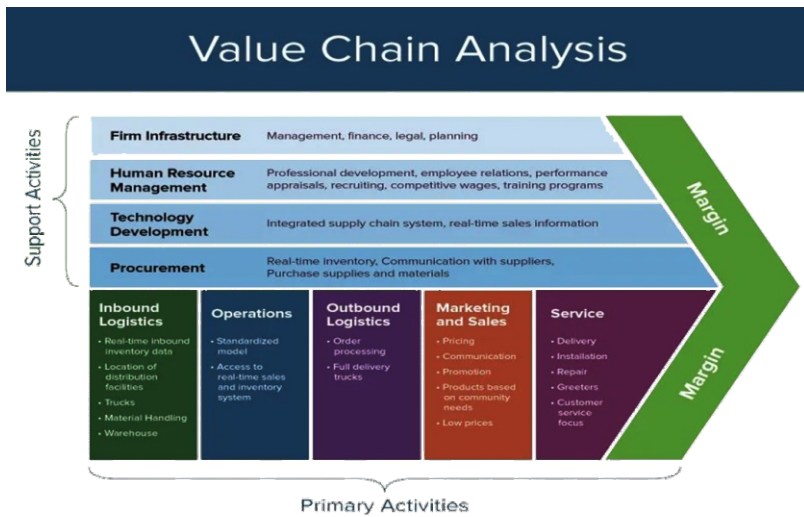 Value Chain Analysis
Support Activities
Firm Infrastructure
Management, finance, legal, planning
Human Resource
Management
Professional development, employee relations, performance
appraisals, recruiting, competitive wages, training programs
Technology
Development
Integrated supply chain system, real-time sales information
Procurement
Real-time inventory, Communication with suppliers,
Purchase supplies and materials
Margin
Margin
Inbound
Logistics
• Real-time inbound
inventory data
• Location of
distribution
facilities
• Trucks
• Material Handling
• Warehouse
Operations
• Standardized
model
• Access to
real-time sales
and inventory
system
Outbound
Logistics
• Order
processing
• Full delivery
trucks
Marketing
and Sales
• Pricing
• Communication
• Promotion
• Products based
on community
needs
• Low prices
Service
• Delivery
• Installation
• Repair
• Greeters
• Customer
service
focus
Primary Activities